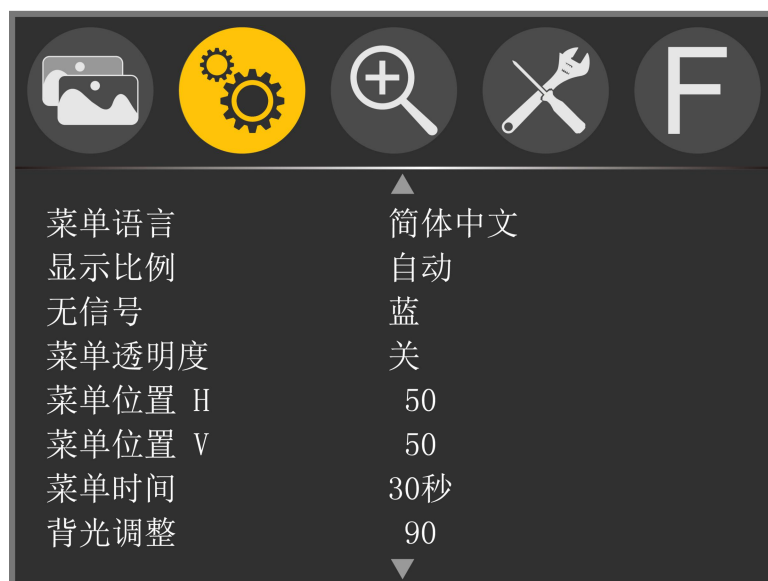 F
菜单语言 简体中文
显示比例 自动
无信号 蓝
菜单透明度 关
菜单位置 H 50
菜单位置 V 50
菜单时间 30秒
背光调整 90